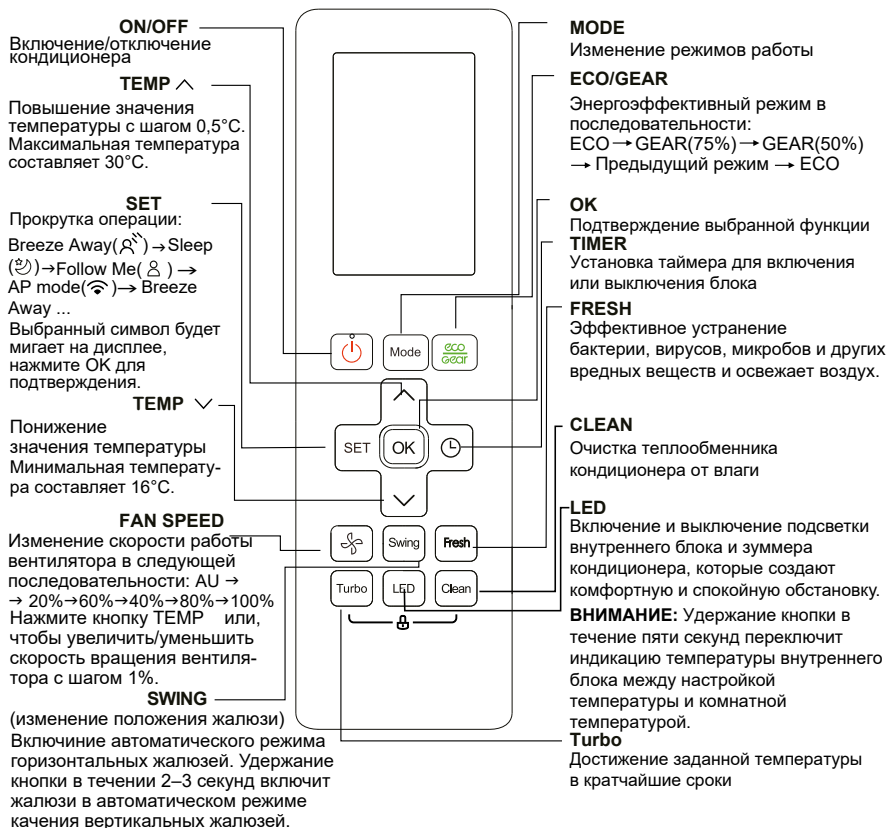 ON/OFF
Включение/отключение
кондиционера
TEMP
Повышение значения
температуры с шагом 0,5°C.
Максимальная температура
составляет 30°C.
SET
Прокрутка операции:
Breeze Away( )→Sleep
( )→Follow Me( ) →
AP mode( )→ Breeze
Away ...
Выбранный символ будет
мигает на дисплее,
нажмите OK для
подтверждения.
TEMP
Понижение
значения температуры
Минимальная температу-
ра составляет 16°C.
FAN SPEED
Изменение скорости работы
вентилятора в следующей
последовательности: AU →
→ 20%→60%→40%→80%→100%
Нажмите кнопку TEMP или,
чтобы увеличить/уменьшить
скорость вращения вентиля-
тора с шагом 1%.
SWING
(изменение положения жалюзи)
Включиние автоматического режима
горизонтальных жалюзей. Удержание
кнопки в течении 2–3 секунд включит
жалюзи в автоматическом режиме
качения вертикальных жалюзей.
Mode
eco
gear
SET
OK
Swing
Fresh
Turbo
LED
Clean
MODE
Изменение режимов работы
ECO/GEAR
Энергоэффективный режим в
последовательности:
ECO → GEAR(75%) → GEAR(50%)
→ Предыдущий режим → ECO
OK
Подтверждение выбранной функции
TIMER
Установка таймера для включения
или выключения блока
FRESH
Эффективное устранение
бактерии, вирусов, микробов и других
вредных веществ и освежает воздух.
CLEAN
Очистка теплообменника
кондиционера от влаги
LED
Включение и выключение подсветки
внутреннего блока и зуммера
кондиционера, которые создают
комфортную и спокойную обстановку.
ВНИМАНИЕ: Удержание кнопки в
течение пяти секунд переключит
индикацию температуры внутреннего
блока между настройкой
температуры и комнатной
температурой.
Turbo
Достижение заданной температуры
в кратчайшие сроки